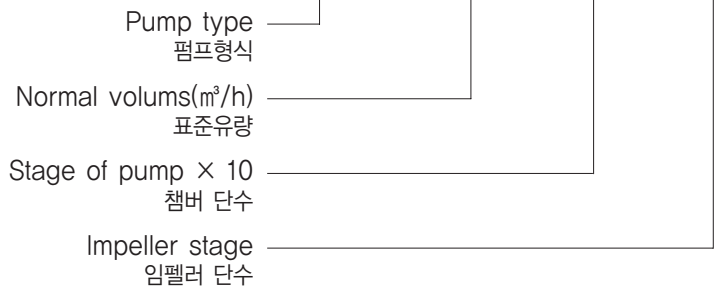 Pump type
펌프형식
Normal volums(㎥/h)
표준유량
Stage of pump × 10
챔버 단수
Impeller stage
임펠러 단수